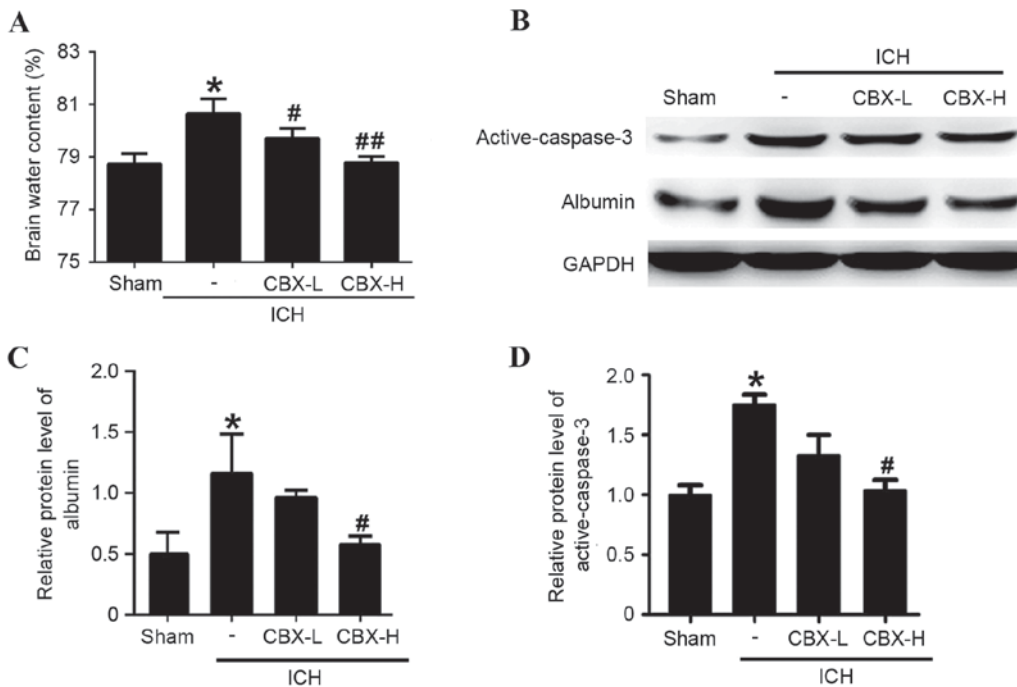 A
Brain water content (%)
83
81
79
77
75
*
#
##
Sham
-
CBX-L
CBX-H
ICH
B
ICH
Sham
-
CBX-L
CBX-H
Active-caspase-3
Albumin
GAPDH
C
Relative protein level of
albumin
2.0
1.5
1.0
0.5
0
*
#
Sham
-
CBX-L
CBX-H
ICH
D
Relative protein level of
active-caspase-3
2.0
1.5
1.0
0.5
0
*
#
Sham
-
CBX-L
CBX-H
ICH